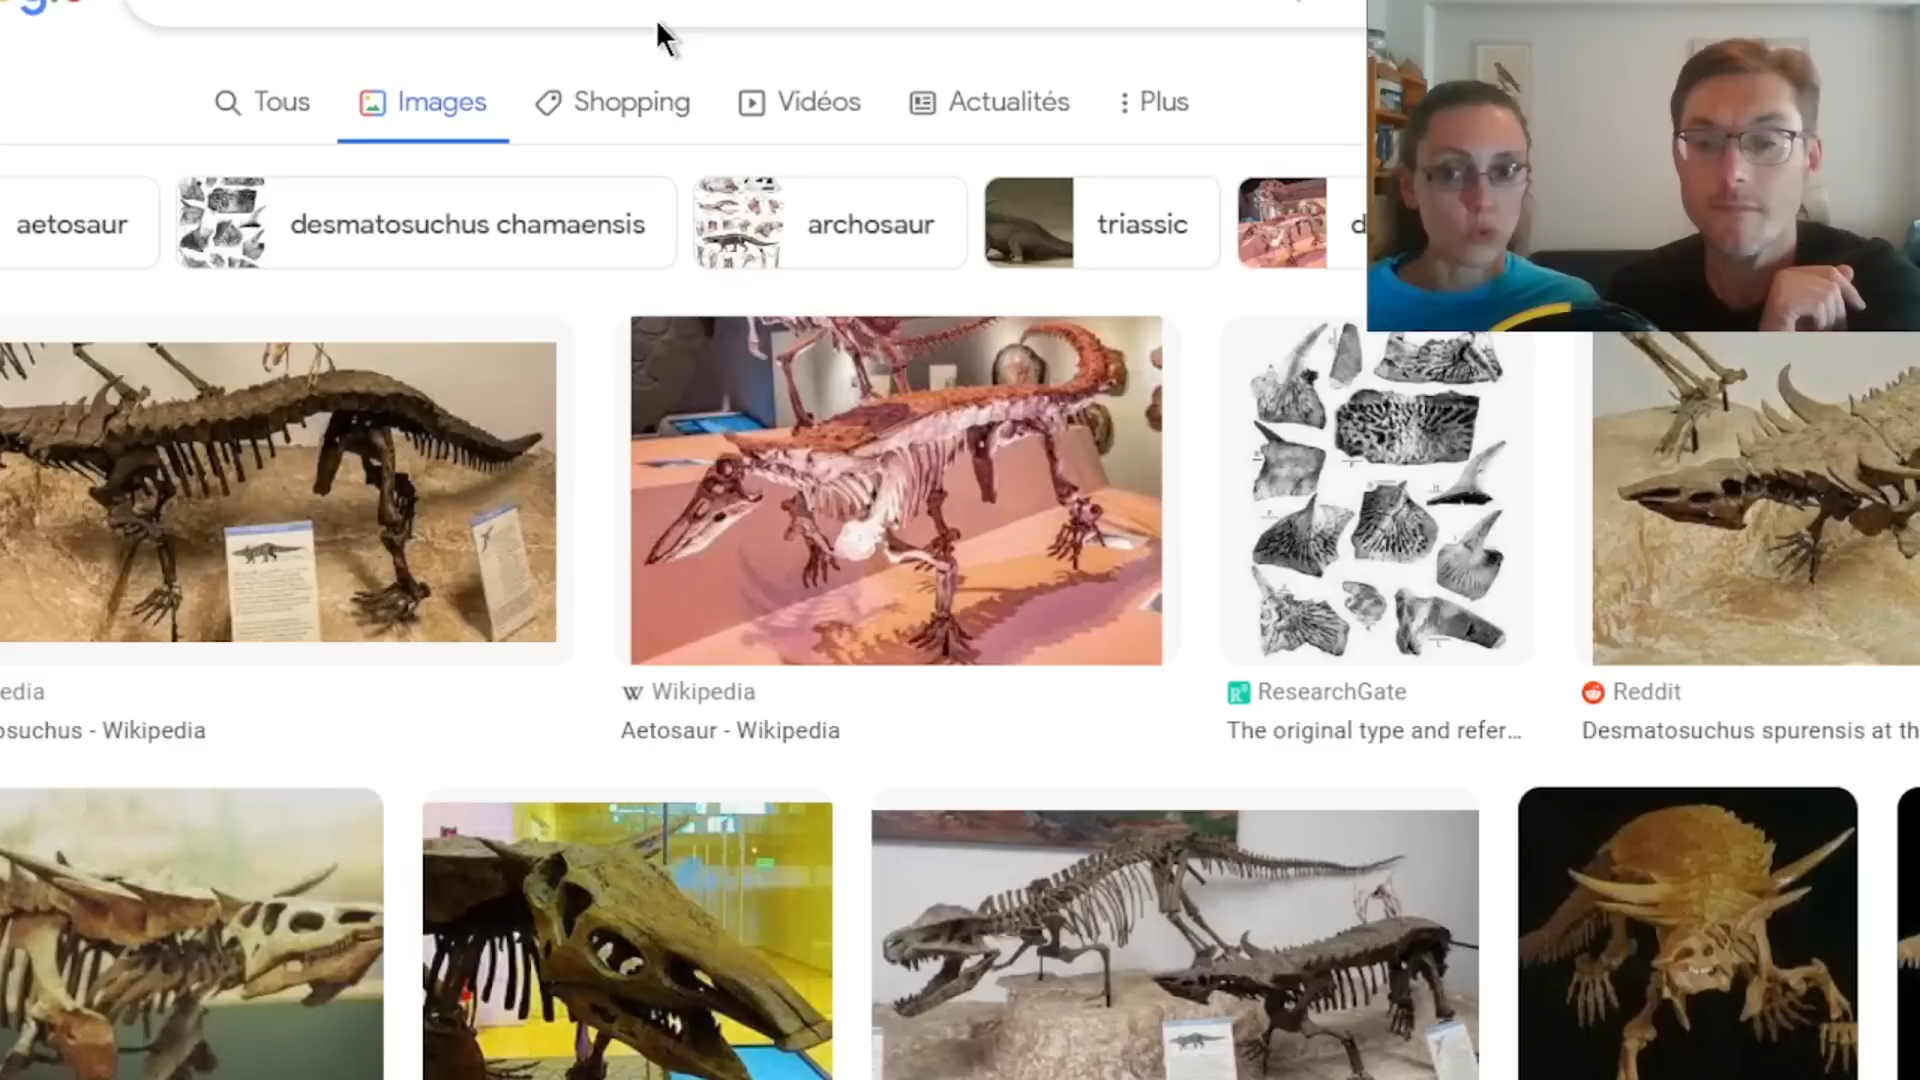 Tous Images Shopping Vidéos Actualités Plus
aetosaur desmatosuchus chamaensis archosaur triassic d
edia Wikipedia ResearchGate Reddit
osuchus - Wikipedia Aetosaur - Wikipedia The original type and refer... Desmatosuchus spurensis at th